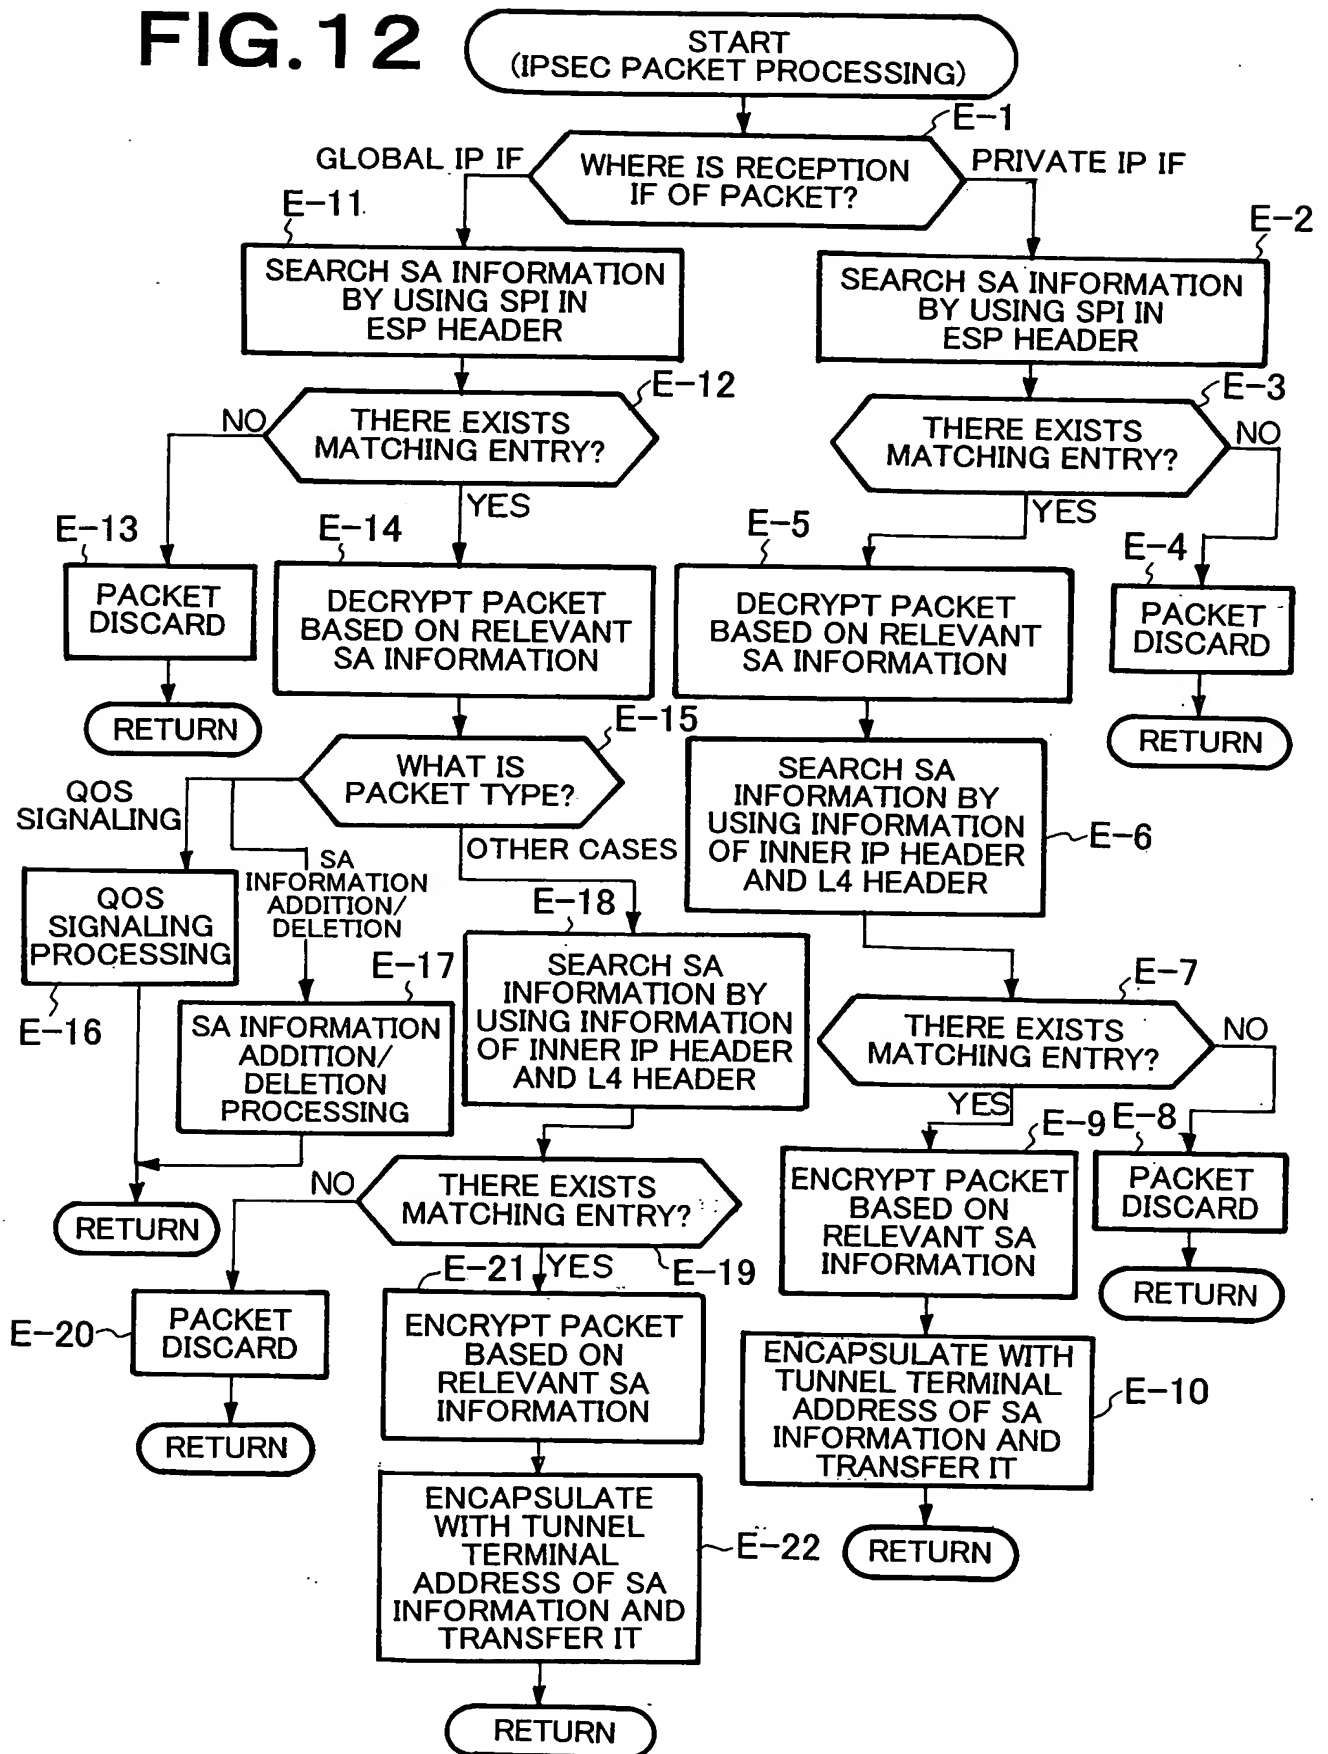 FIG.12
START
(IPSEC PACKET PROCESSING)
E-1
GLOBAL IP IF
WHERE IS RECEPTION
IF OF PACKET?
PRIVATE IP IF
E-11
SEARCH SA INFORMATION
BY USING SPI IN
ESP HEADER
E-2
SEARCH SA INFORMATION
BY USING SPI IN
ESP HEADER
E-12
NO
THERE EXISTS
MATCHING ENTRY?
YES
E-3
THERE EXISTS
MATCHING ENTRY?
NO
YES
E-13
PACKET
DISCARD
RETURN
E-14
DECRYPT PACKET
BASED ON RELEVANT
SA INFORMATION
E-5
DECRYPT PACKET
BASED ON RELEVANT
SA INFORMATION
E-4
PACKET
DISCARD
RETURN
E-15
WHAT IS
PACKET TYPE?
QOS
SIGNALING
SA
INFORMATION
ADDITION/
DELETION
OTHER CASES
SEARCH SA
INFORMATION BY
USING INFORMATION
OF INNER IP HEADER
AND L4 HEADER
E-6
QOS
SIGNALING
PROCESSING
E-16
E-17
SA INFORMATION
ADDITION/
DELETION
PROCESSING
RETURN
E-18
SEARCH SA
INFORMATION BY
USING INFORMATION
OF INNER IP HEADER
AND L4 HEADER
E-7
THERE EXISTS
MATCHING ENTRY?
NO
YES
E-9
ENCRYPT PACKET
BASED ON
RELEVANT SA
INFORMATION
E-8
PACKET
DISCARD
RETURN
NO
THERE EXISTS
MATCHING ENTRY?
E-19
YES
E-20
PACKET
DISCARD
RETURN
E-21
ENCRYPT PACKET
BASED ON
RELEVANT SA
INFORMATION
ENCAPSULATE WITH
TUNNEL TERMINAL
ADDRESS OF SA
INFORMATION AND
TRANSFER IT
E-10
RETURN
ENCAPSULATE
WITH TUNNEL
TERMINAL
ADDRESS OF SA
INFORMATION AND
TRANSFER IT
E-22
RETURN